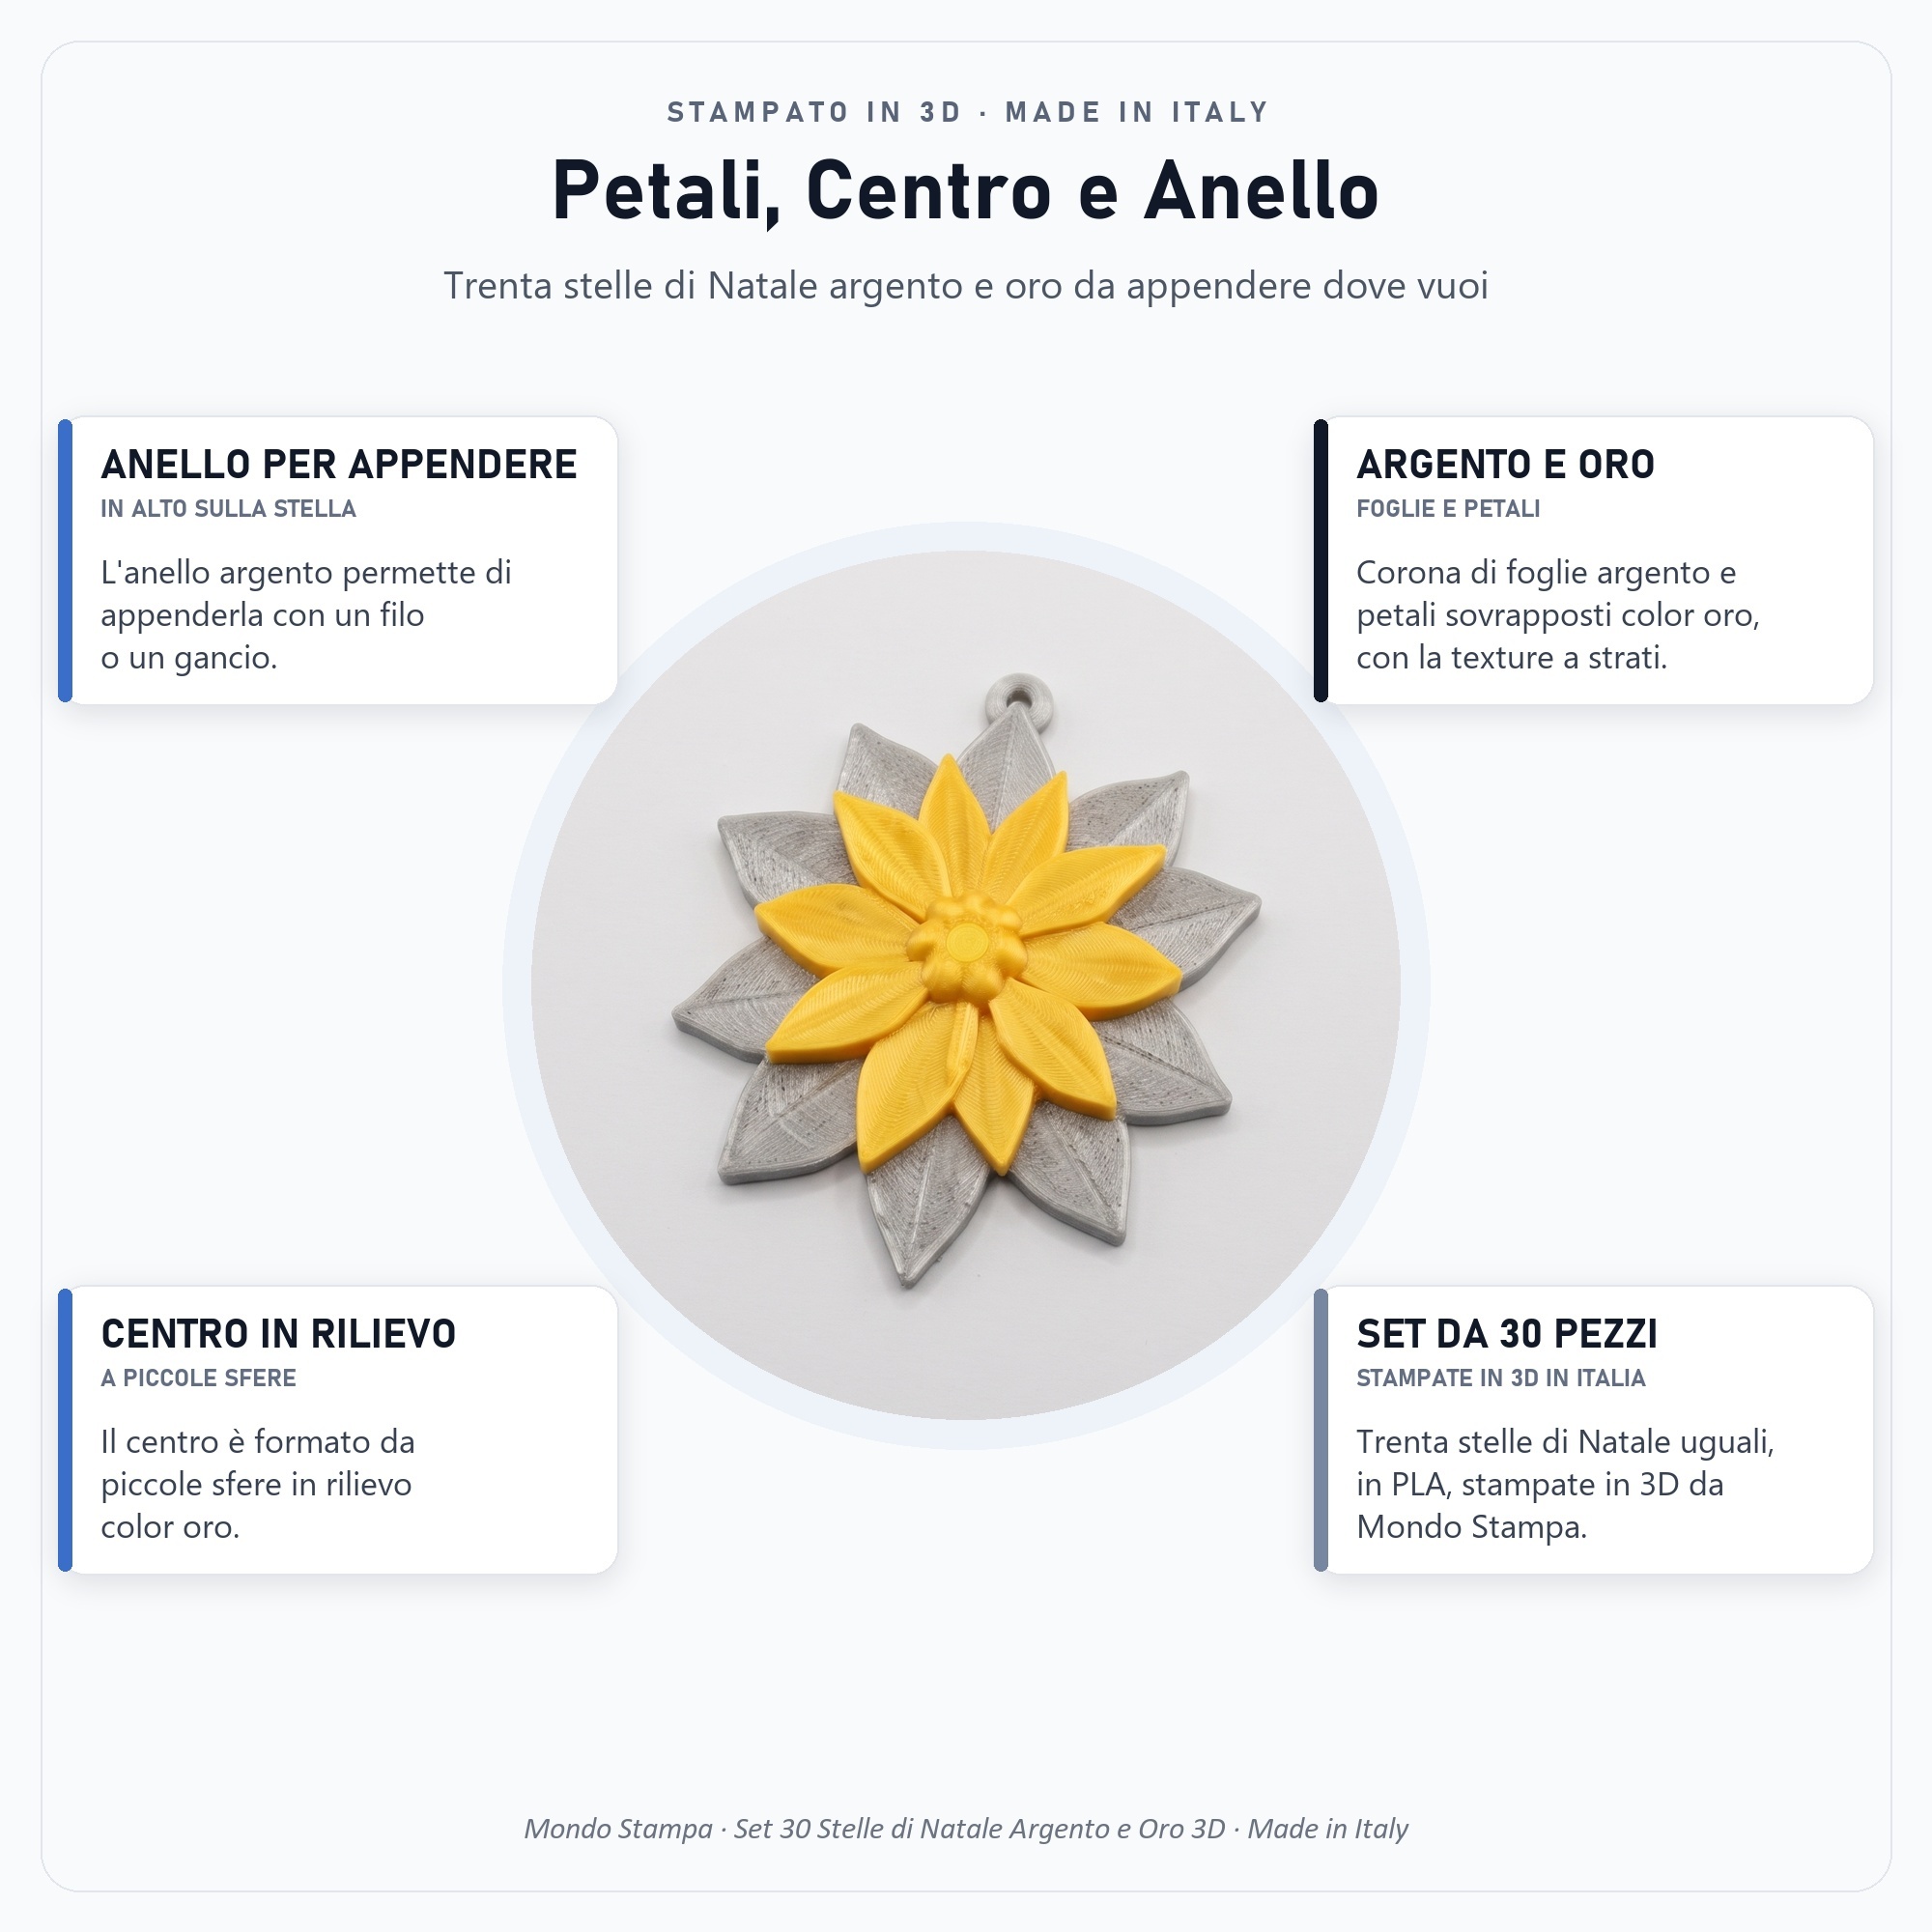 STAMPATO IN 3D · MADE IN ITALY
Petali, Centro e Anello
Trenta stelle di Natale argento e oro da appendere dove vuoi
ANELLO PER APPENDERE
IN ALTO SULLA STELLA
L'anello argento permette di
appenderla con un filo
o un gancio.
ARGENTO E ORO
FOGLIE E PETALI
Corona di foglie argento e
petali sovrapposti color oro,
con la texture a strati.
CENTRO IN RILIEVO
A PICCOLE SFERE
Il centro è formato da
piccole sfere in rilievo
color oro.
SET DA 30 PEZZI
STAMPATE IN 3D IN ITALIA
Trenta stelle di Natale uguali,
in PLA, stampate in 3D da
Mondo Stampa.
Mondo Stampa · Set 30 Stelle di Natale Argento e Oro 3D · Made in Italy